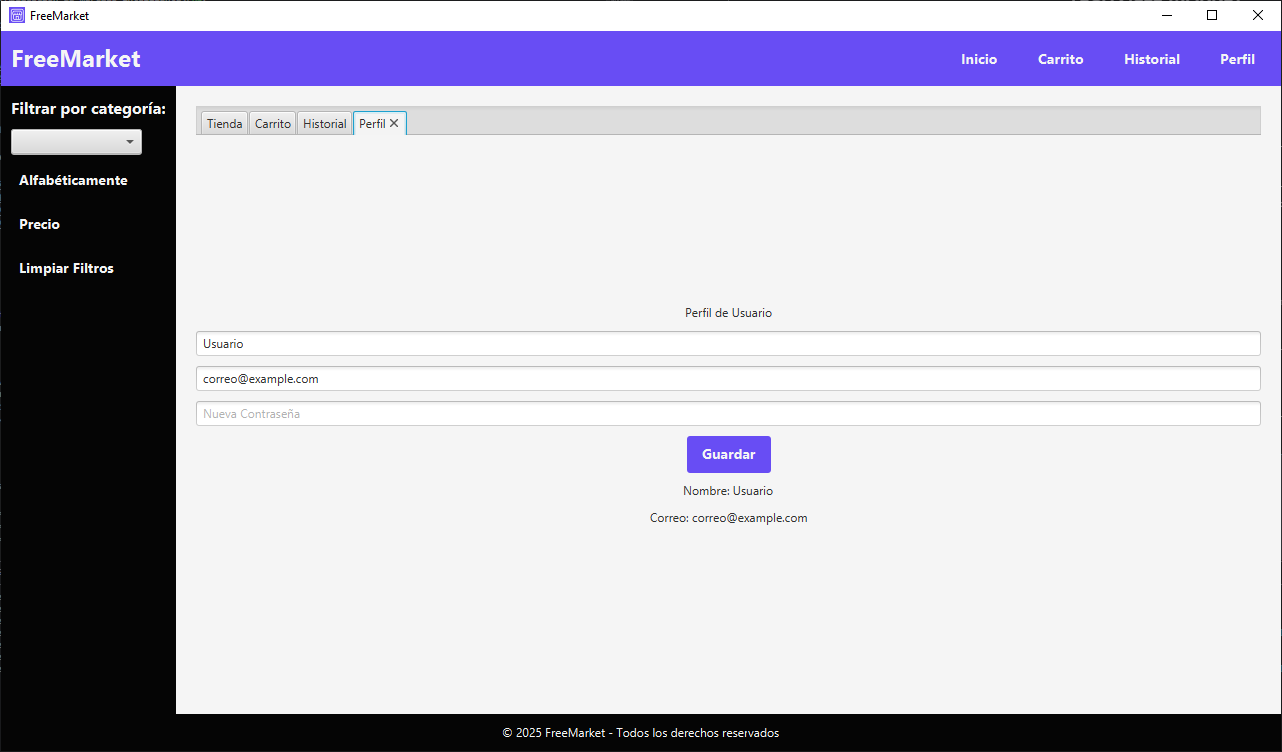 FreeMarket
FreeMarket
Inicio Carrito Historial Perfil
Filtrar por categoría:
Alfabéticamente
Precio
Limpiar Filtros
Tienda Carrito Historial Perfil
Perfil de Usuario
Usuario
correo@example.com
Nueva Contraseña
Guardar
Nombre: Usuario
Correo: correo@example.com
© 2025 FreeMarket - Todos los derechos reservados